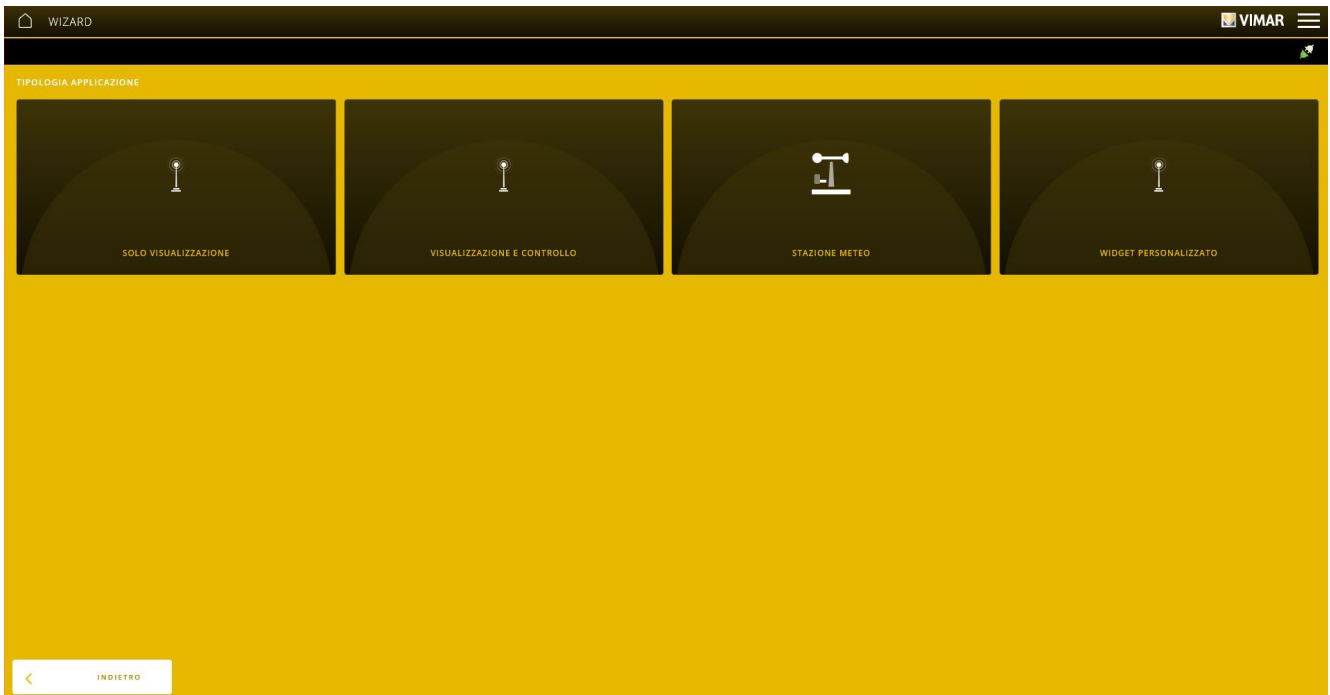 WIZARD
VIMAR
TIPOLOGIA APPLICAZIONE
SOLO VISUALIZZAZIONE
VISUALIZZAZIONE E CONTROLLO
STAZIONE METEO
WIDGET PERSONALIZZATO
INDIETRO